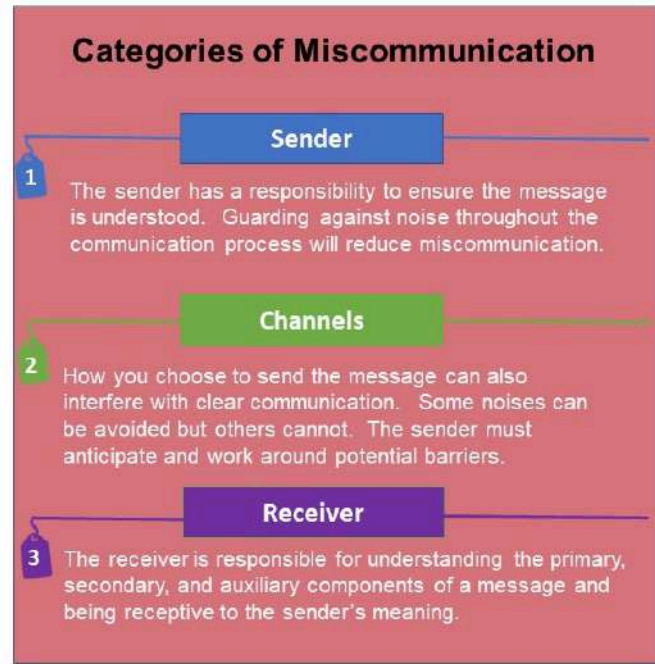 Categories of Miscommunication
Sender
1
The sender has a responsibility to ensure the message
is understood. Guarding against noise throughout the
communication process will reduce miscommunication.
Channels
2
How you choose to send the message can also
interfere with clear communication. Some noises can
be avoided but others cannot. The sender must
anticipate and work around potential barriers.
Receiver
3
The receiver is responsible for understanding the primary,
secondary, and auxiliary components of a message and
being receptive to the sender's meaning.